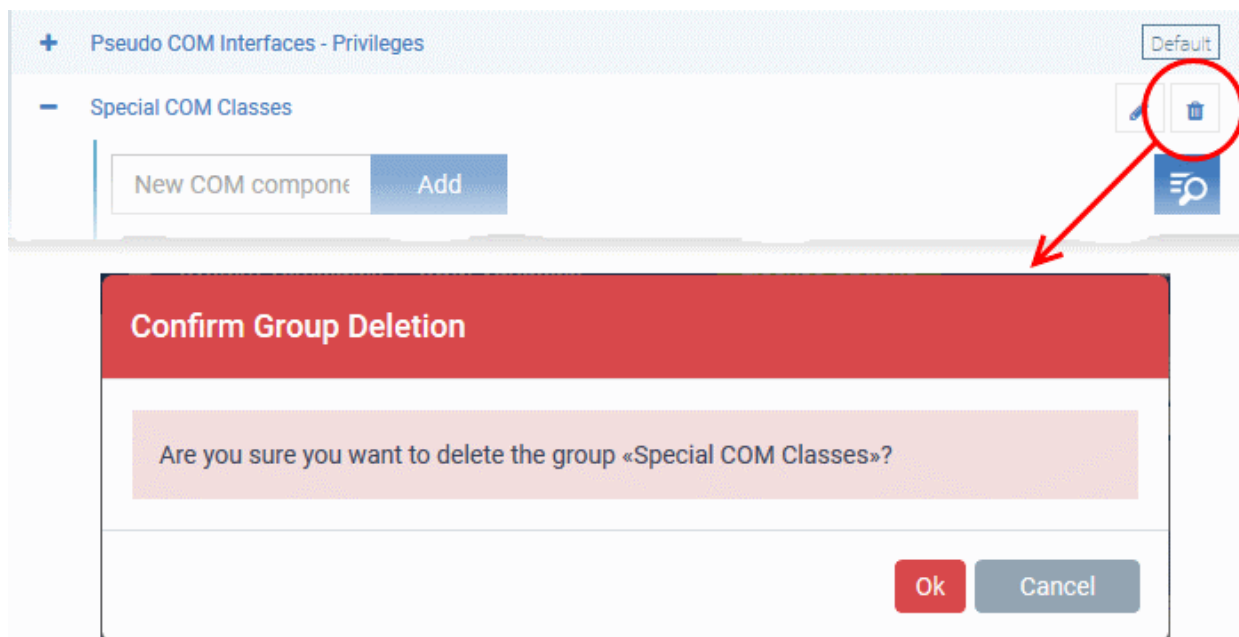 Pseudo COM Interfaces - Privileges
Default
Special COM Classes
New COM compone
Add
Confirm Group Deletion
Are you sure you want to delete the group «Special COM Classes»?
Ok
Cancel